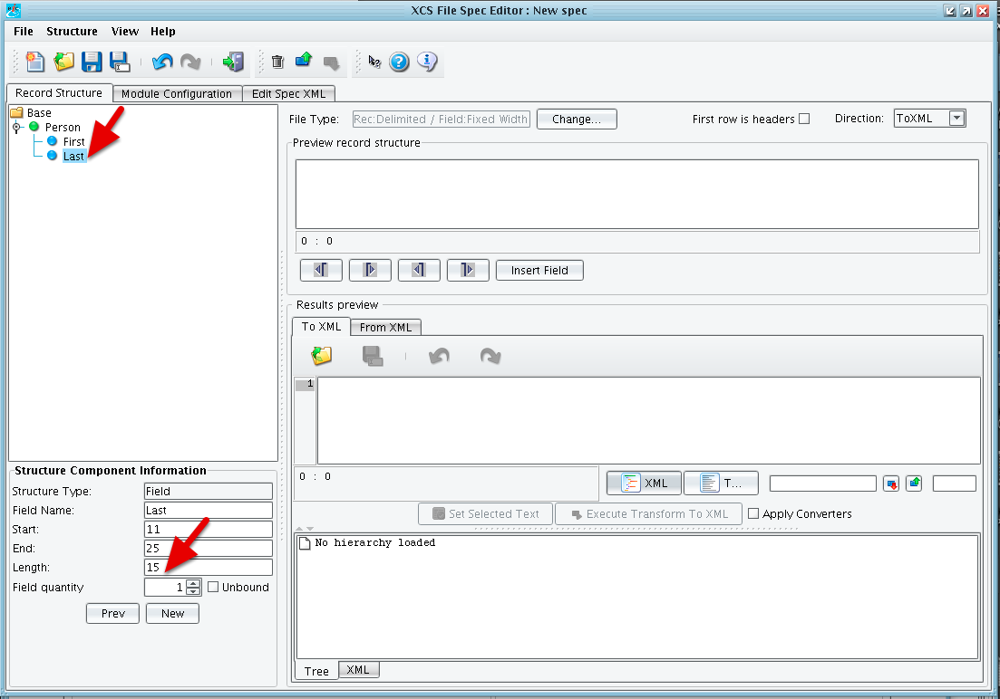 XCS File Spec Editor : New spec
File Structure View Help
Record Structure Module Configuration Edit Spec XML
Base
Person
First
Last
File Type: Rec:Delimited / Field:Fixed Width Change... First row is headers Direction: ToXML
Preview record structure
0 : 0
Insert Field
Results preview
To XML From XML
1
0 : 0
XML T...
Set Selected Text Execute Transform To XML Apply Converters
No hierarchy loaded
Tree XML
Structure Component Information
Structure Type: Field
Field Name: Last
Start: 11
End: 25
Length: 15
Field quantity 1 Unbound
Prev New